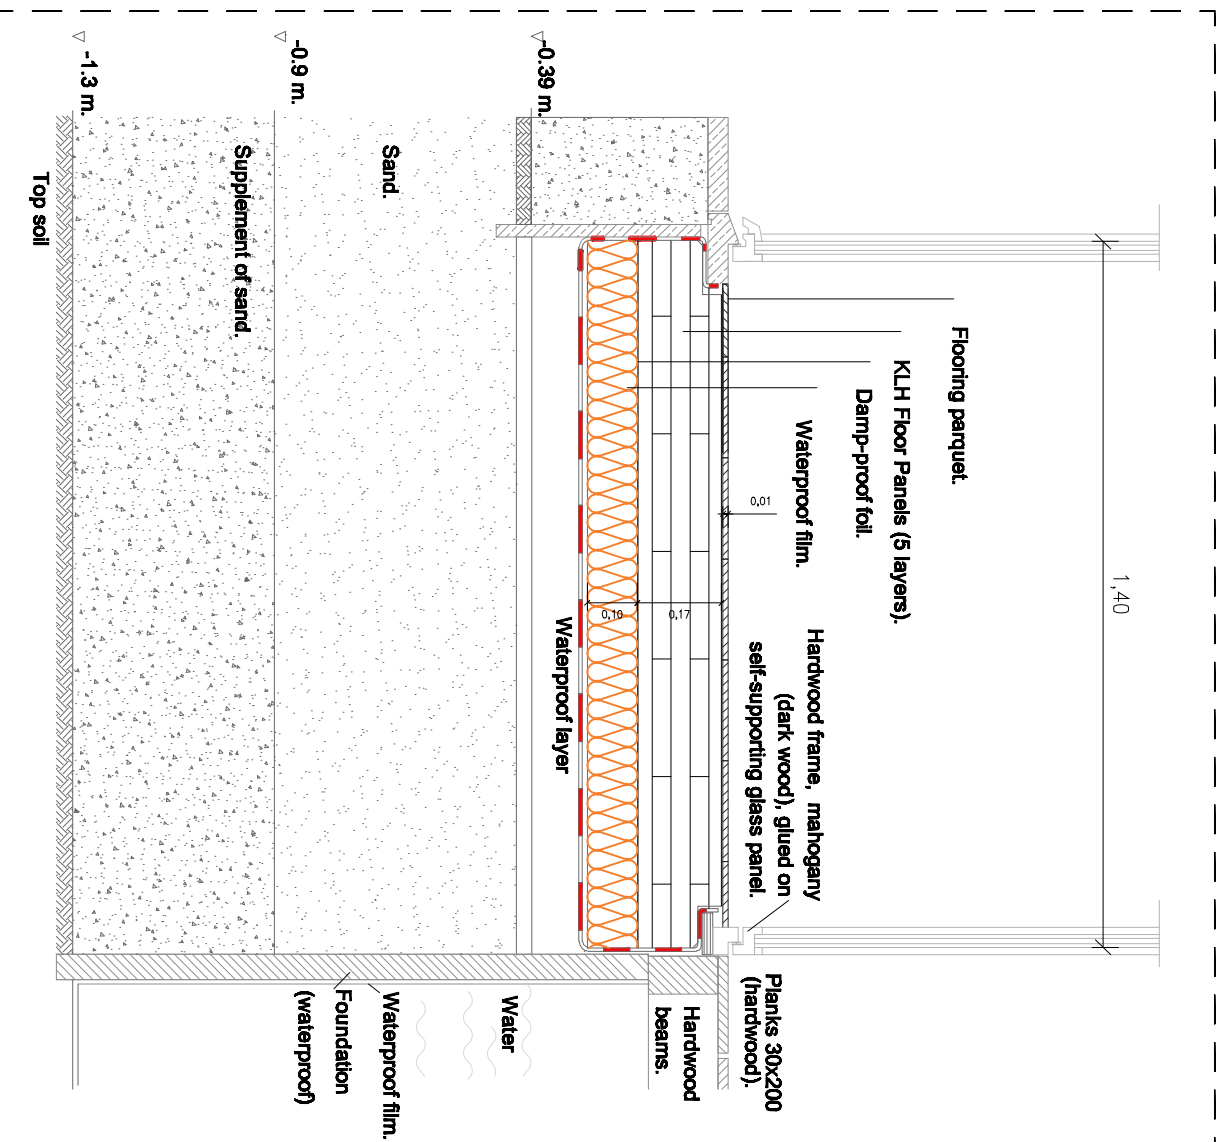 1,40
Flooring parquet.
KLH Floor Panels (5 layers).
Damp-proof foil.
Waterproof film.
0,01
Hardwood frame, mahogany
(dark wood), glued on
self-supporting glass panel.
Planks 30x200
(hardwood).
0,17
0,10
Hardwood
beams.
Waterproof layer
-0.39 m.
Water
Sand.
Waterproof film.
Foundation
(waterproof)
-0.9 m.
Supplement of sand.
-1.3 m.
Top soil